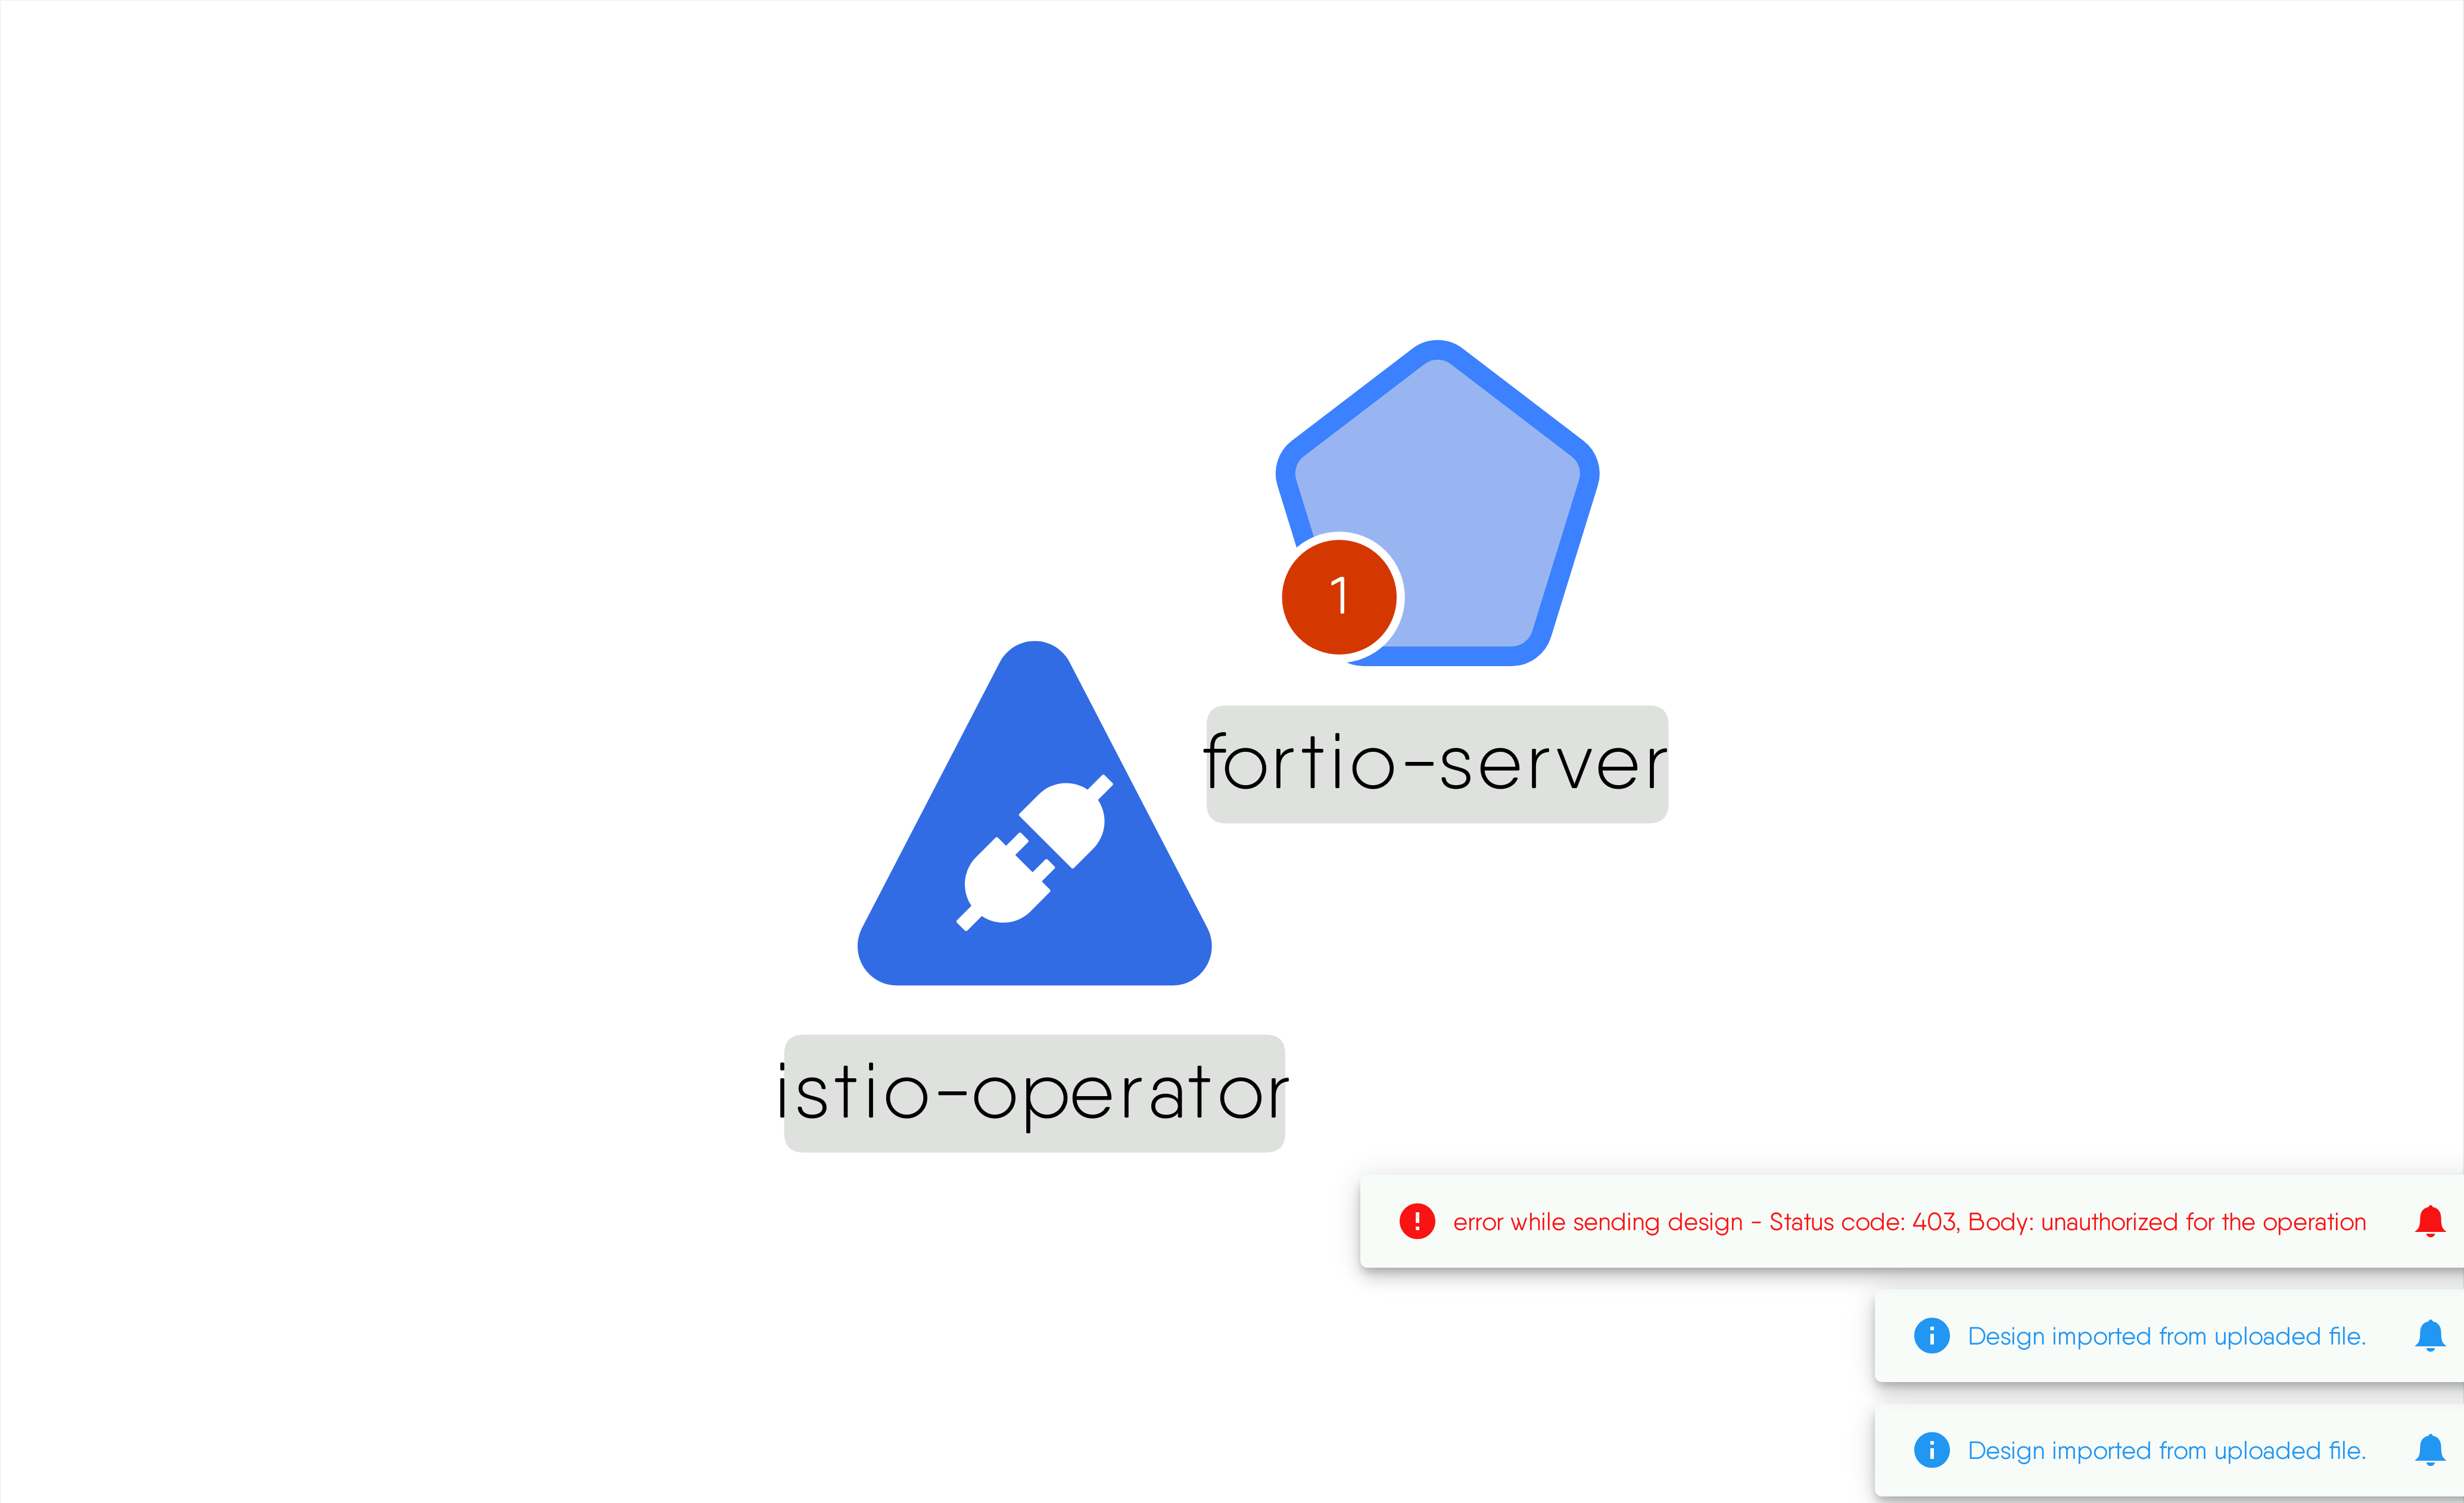 1
fortio-server
istio-operator
error while sending design - Status code: 403, Body: unauthorized for the operation
Design imported from uploaded file.
Design imported from uploaded file.